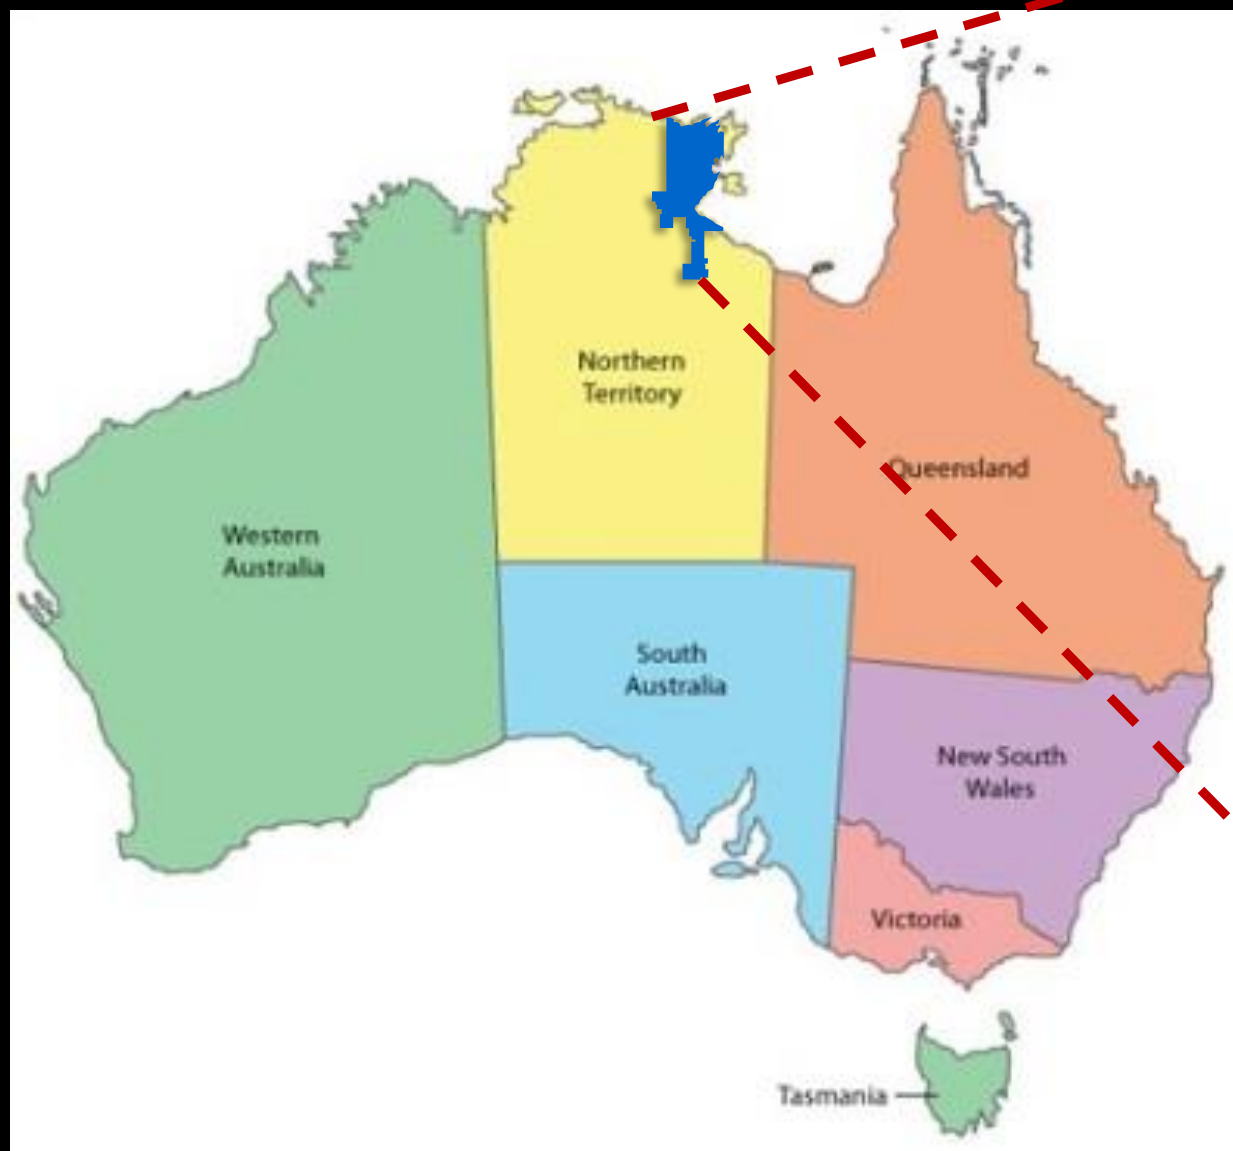 Northern
Territory
Queensland
Western
Australia
South
Australia
New South
Wales
Victoria
Tasmania